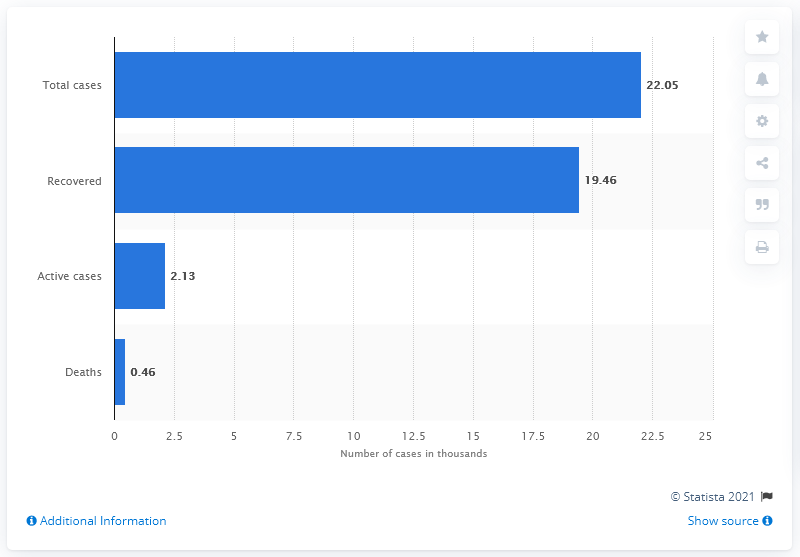 Total cases
22.05
Recovered
19.46
Active cases
2.13
Deaths
0.46
0 2.5 5 7.5 10 12.5 15 17.5 20 22.5 25
Number of cases in thousands
© Statista 2021
Additional Information
Show source